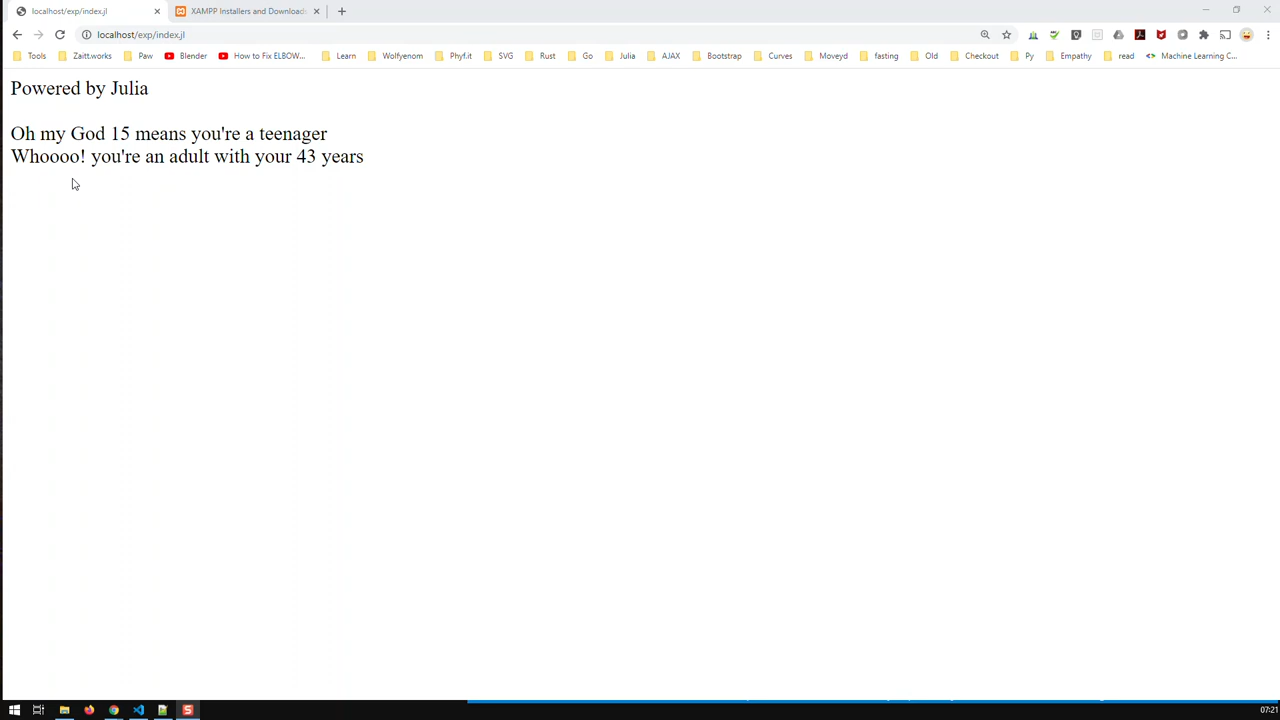 localhost/exp/index.jl
XAMPP Installers and Download
localhost/exp/index.jl
Tools Zaitt.works Paw Blender How to Fix ELBOW... Learn Wolfyenom Phyf.it SVG Rust Go Julia AJAX Bootstrap Curves Moveyd fasting Old Checkout Py Empathy read Machine Learning C...
Powered by Julia
Oh my God 15 means you're a teenager
Whoooo! you're an adult with your 43 years
07:21